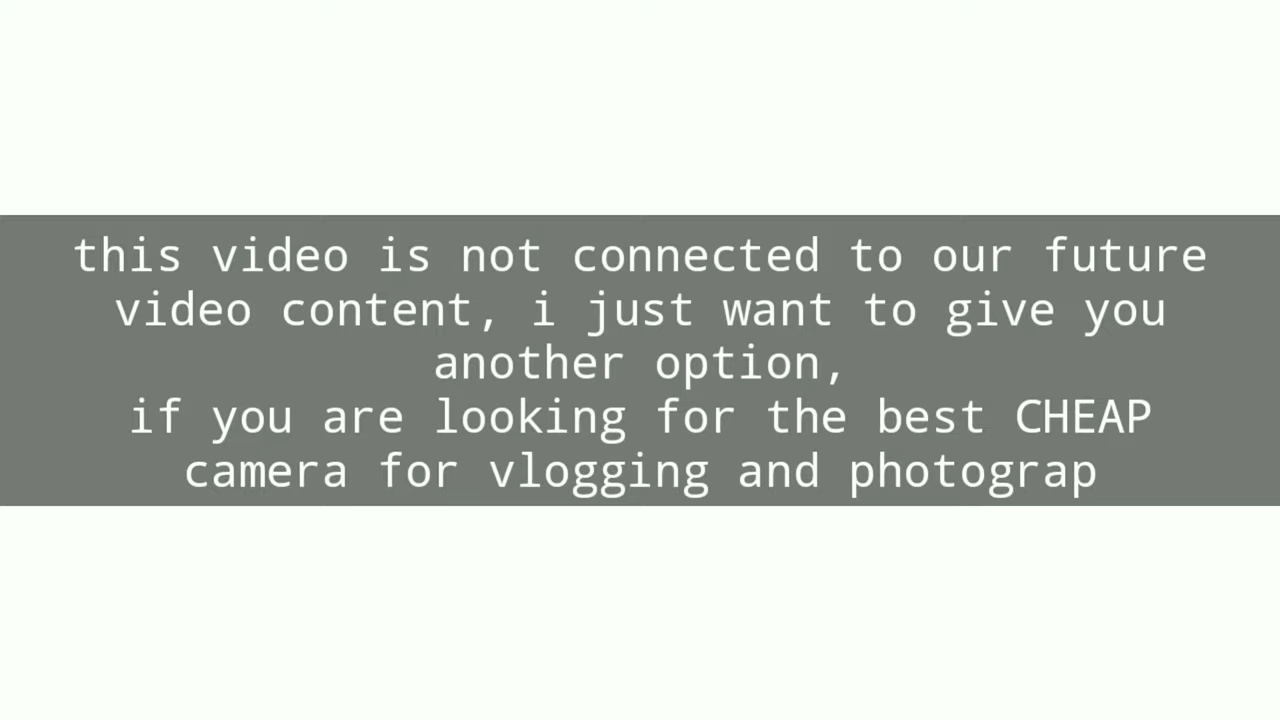 this video is not connected to our future
video content, i just want to give you
another option,
if you are looking for the best CHEAP
camera for vlogging and photograp